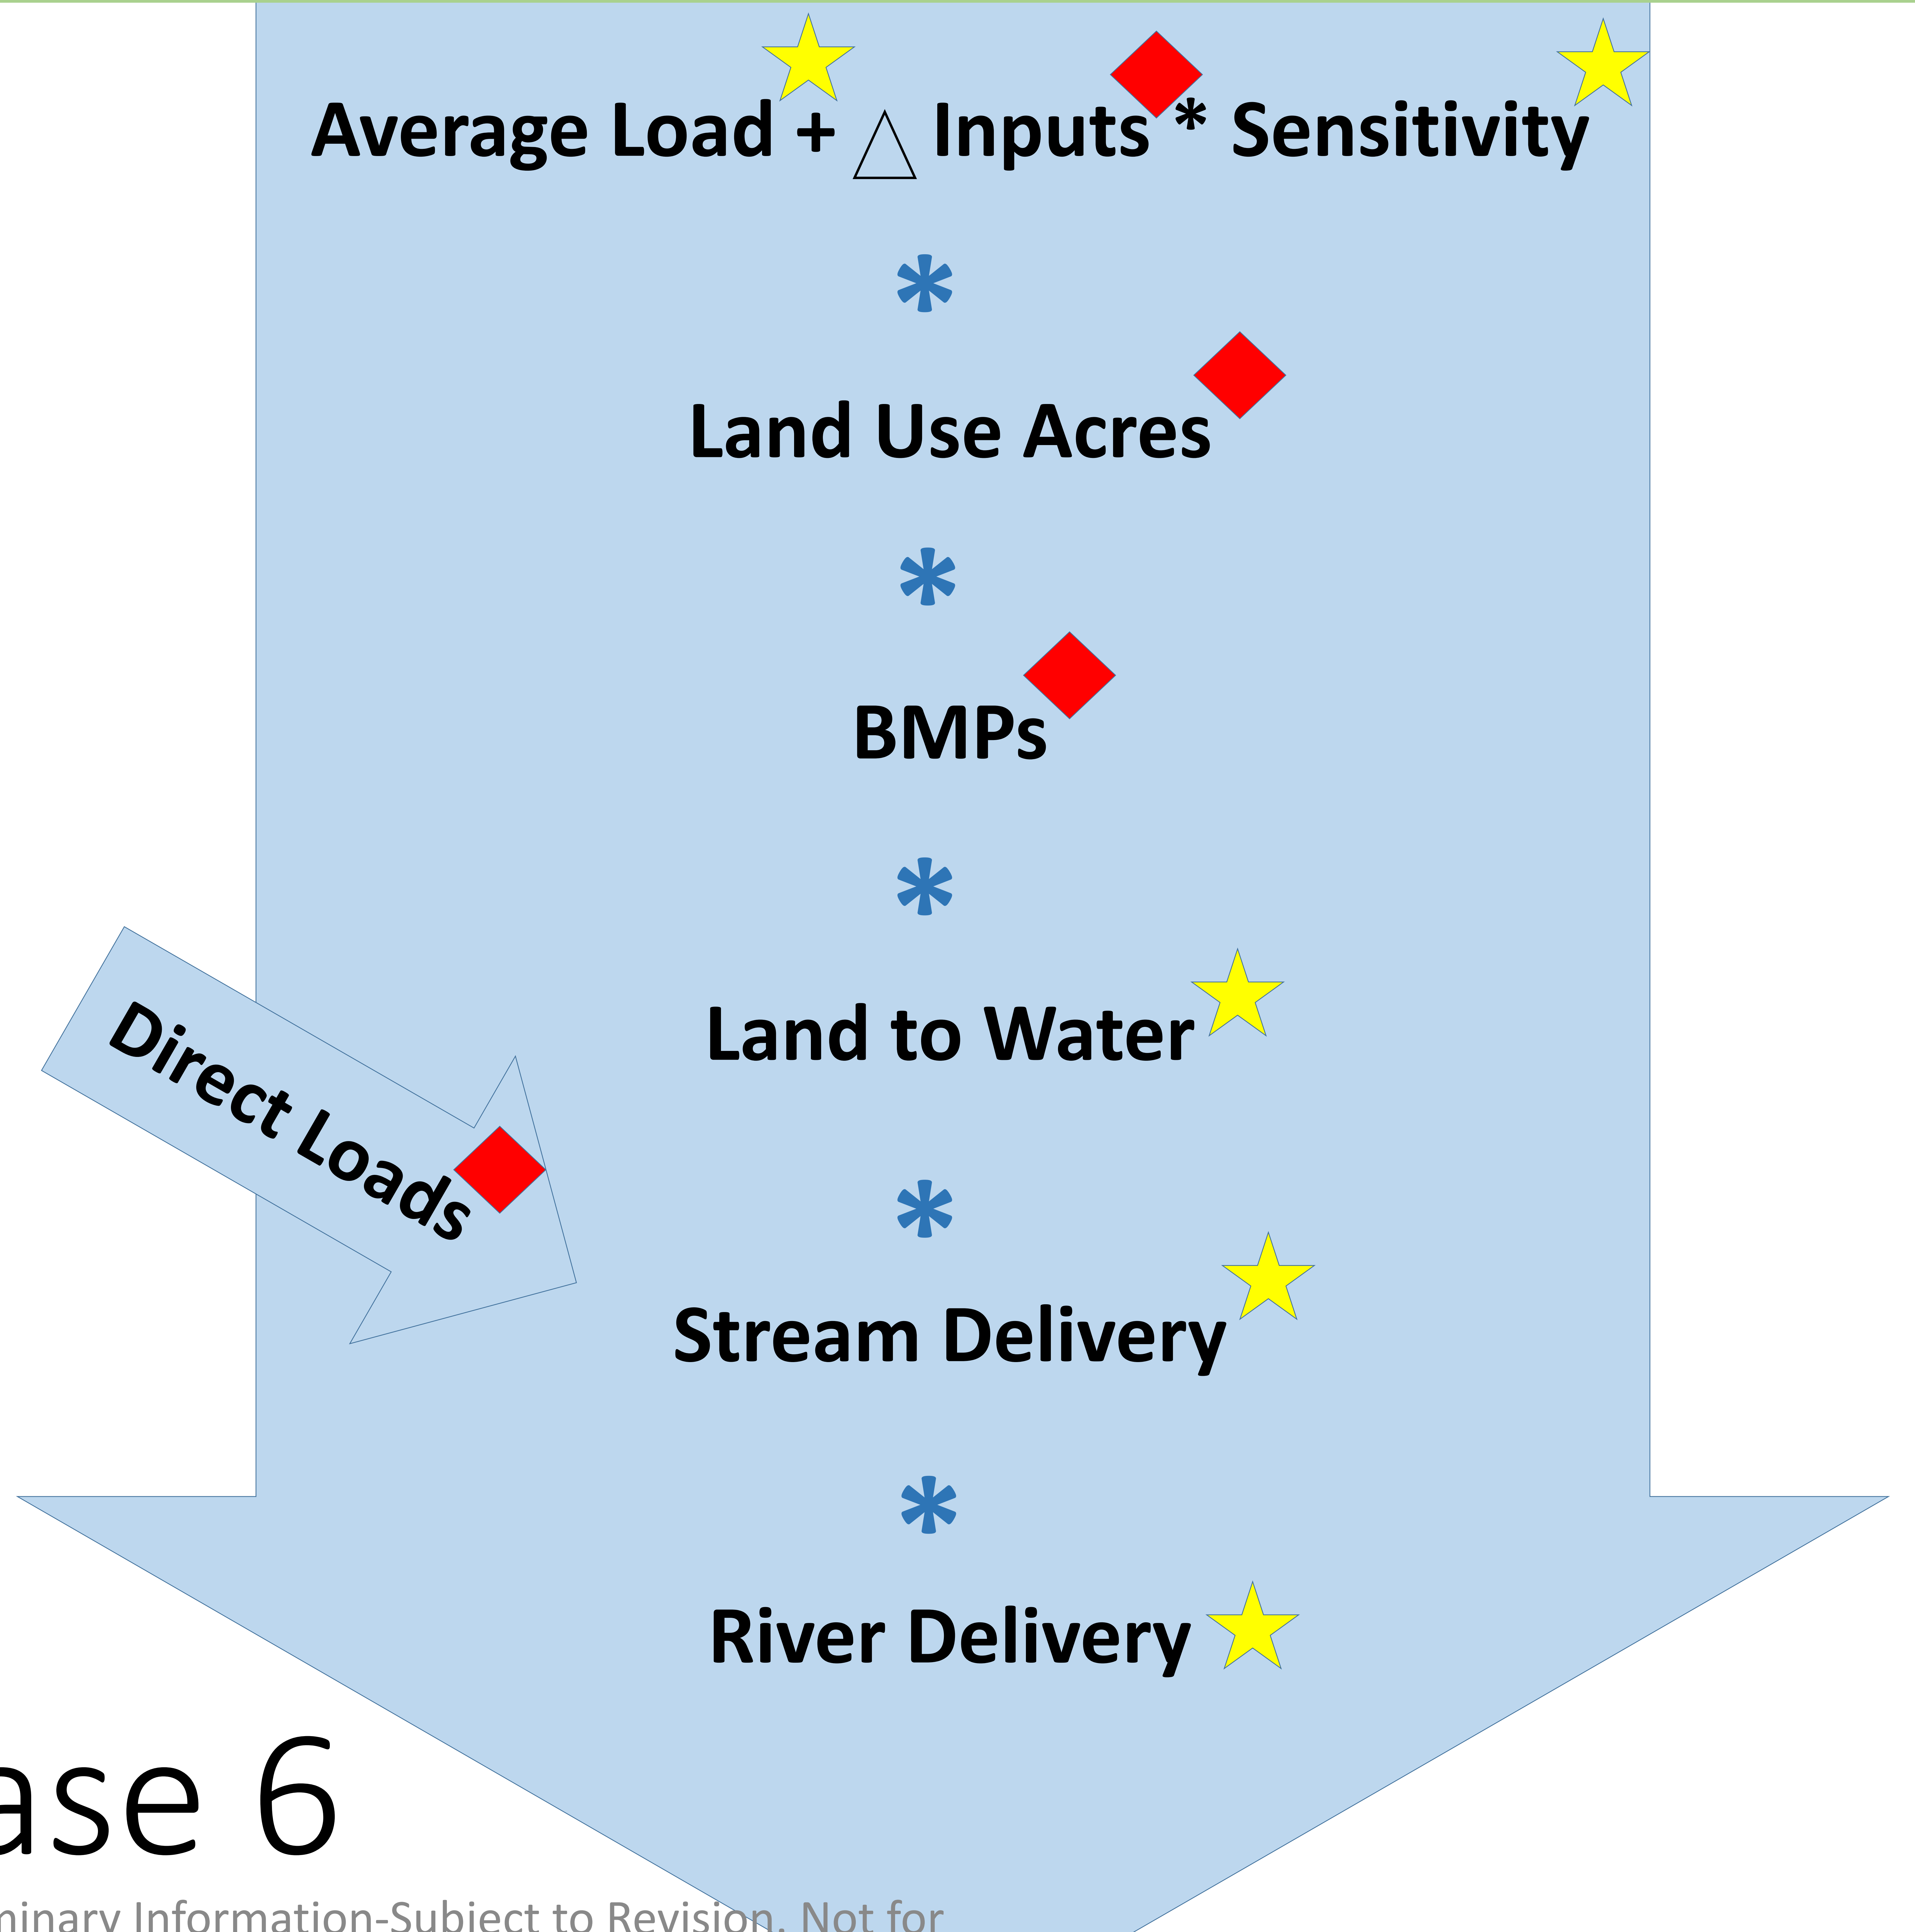 Average Load + △ Inputs * Sensitivity
*
Land Use Acres
*
BMPs
*
Land to Water
Direct Loads
*
Stream Delivery
*
River Delivery
ase 6
minary Information-Subject to Revision. Not for